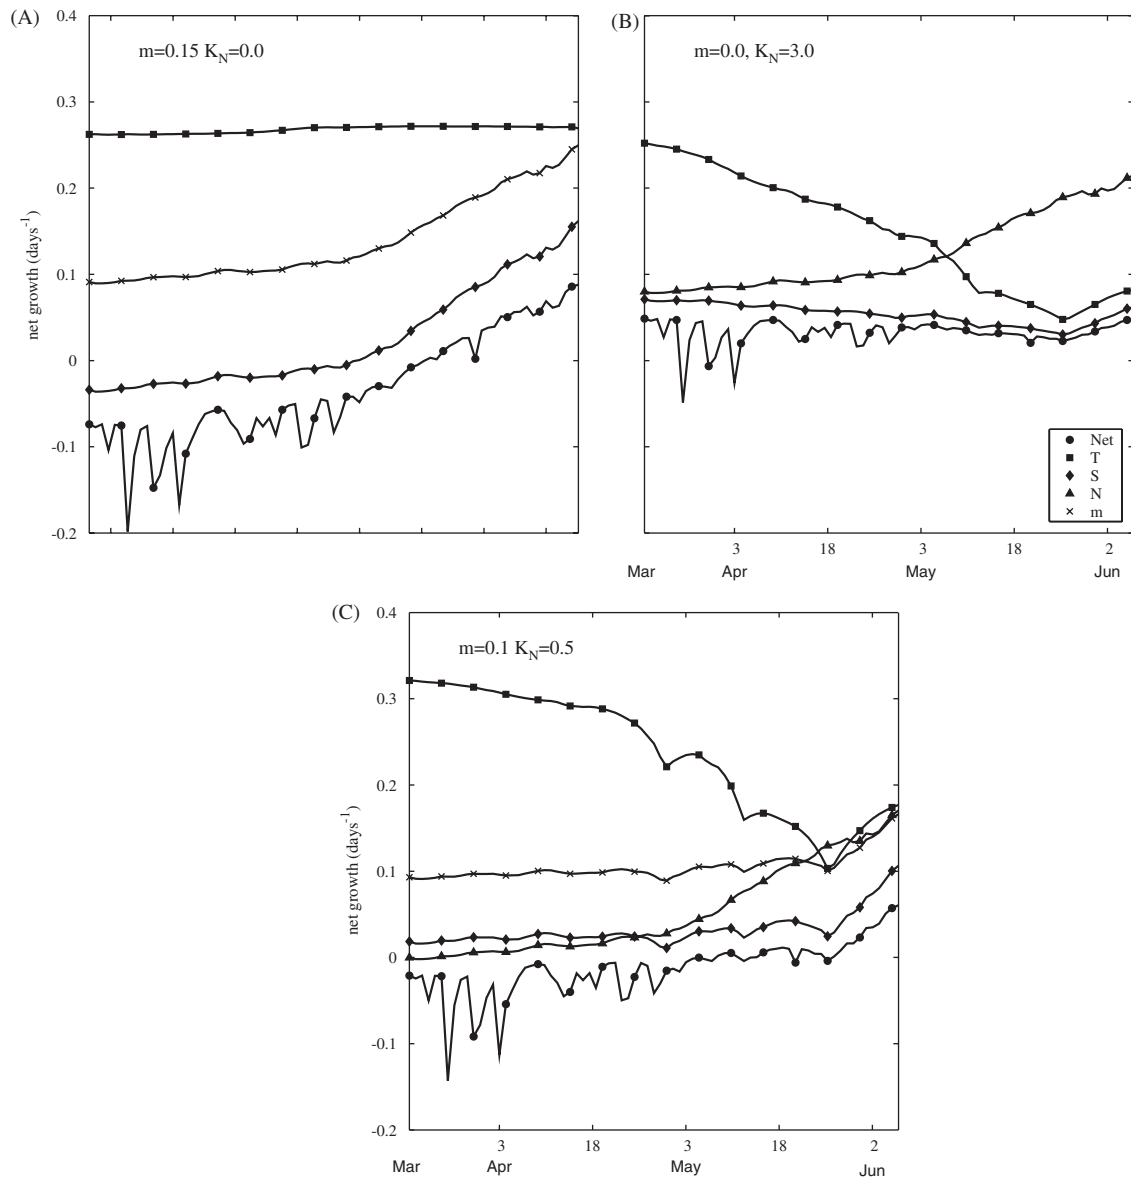 (A)
0.4
0.3
0.2
0.1
0
-0.1
-0.2
net growth (days-1)
m=0.15 KN=0.0
(B)
m=0.0, KN=3.0
Net
T
S
N
m
3 18 3 18 2
Mar Apr May Jun
(C)
0.4
0.3
0.2
0.1
0
-0.1
-0.2
net growth (days-1)
m=0.1 KN=0.5
3 18 3 18 2
Mar Apr May Jun